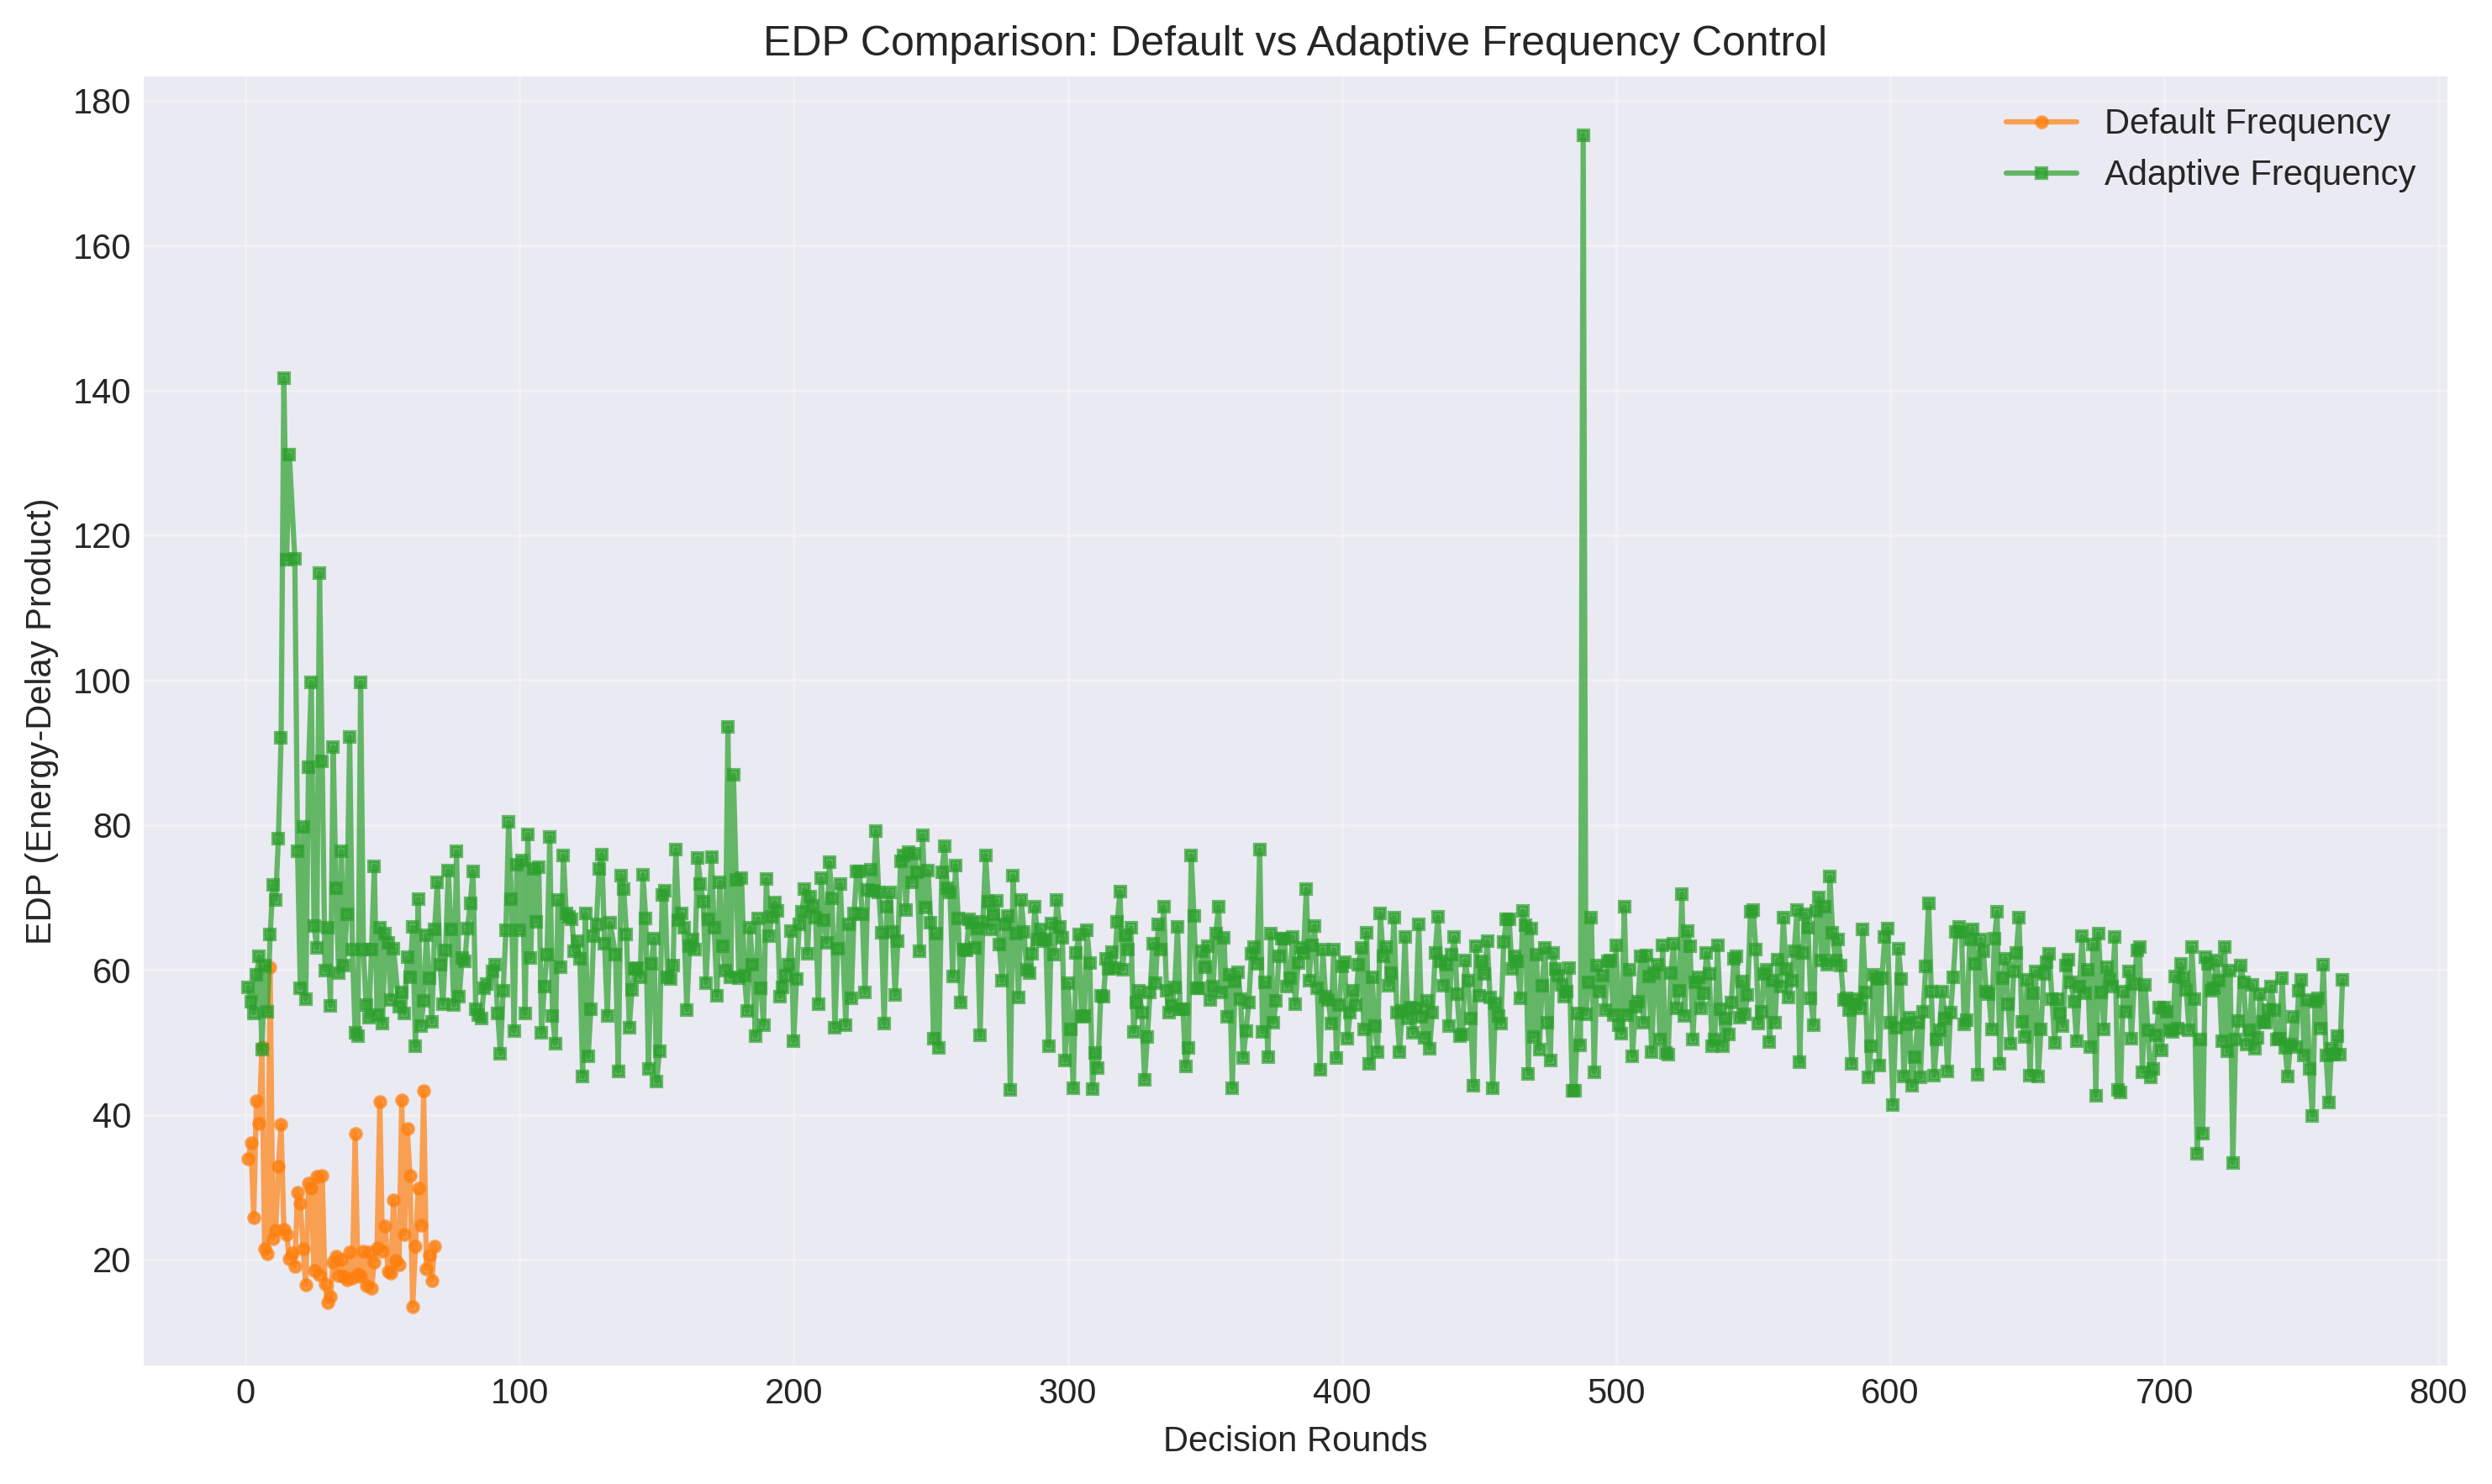 EDP Comparison: Default vs Adaptive Frequency Control
Default Frequency
Adaptive Frequency
EDP (Energy-Delay Product)
180
160
140
120
100
80
60
40
20
0 100 200 300 400 500 600 700 800
Decision Rounds